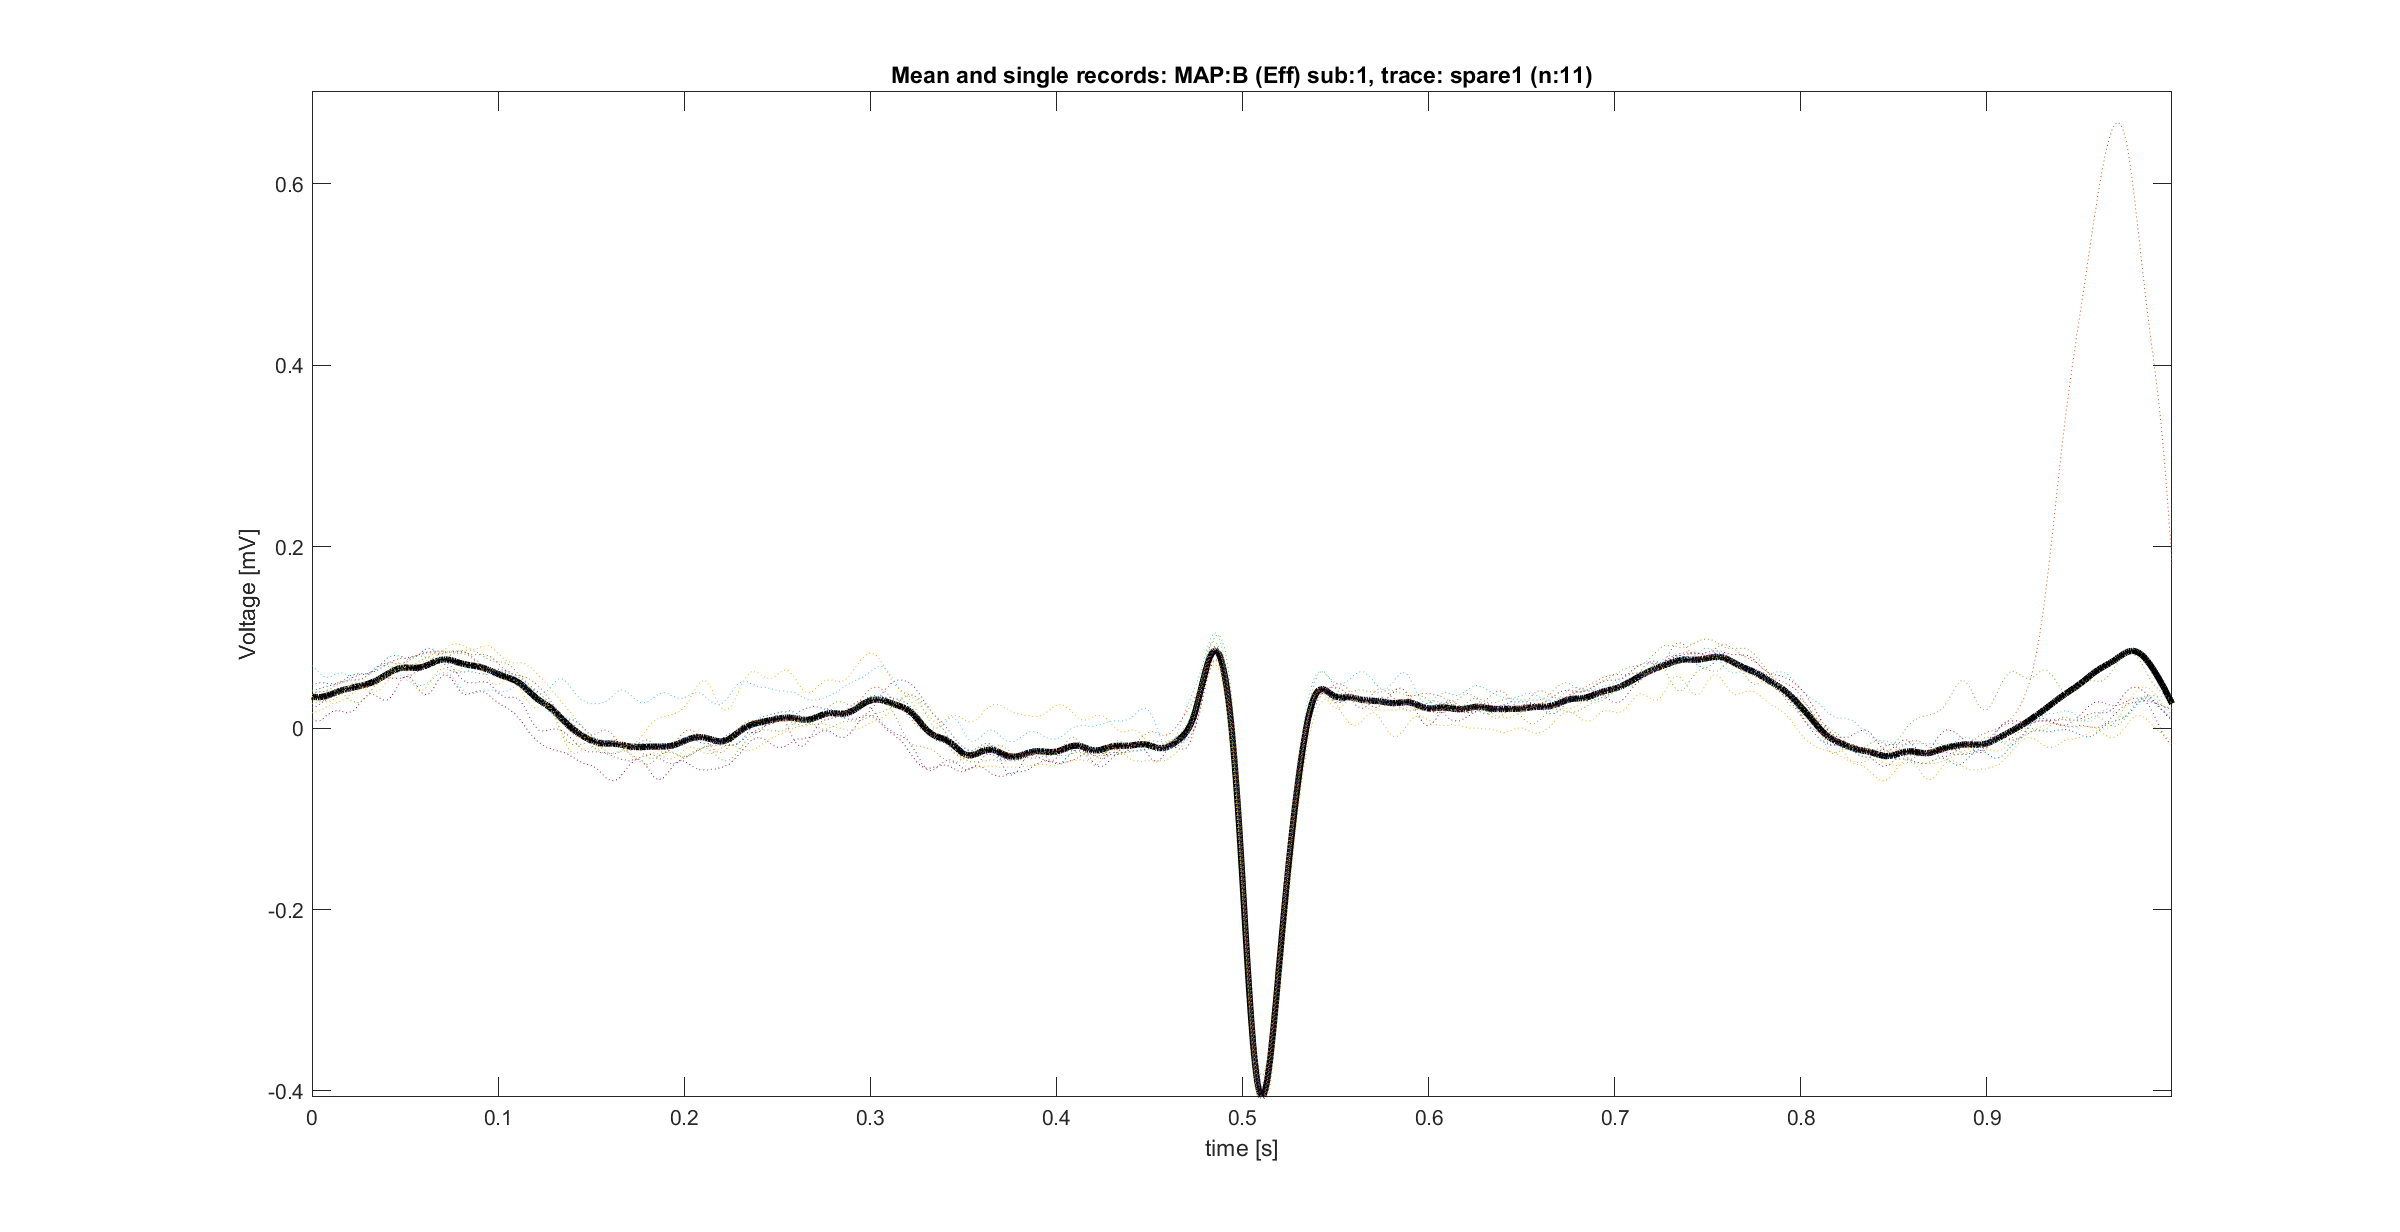 Mean and single records: MAP:B (Eff) sub:1, trace: spare1 (n:11)
0.6
0.4
0.2
0
-0.2
-0.4
Voltage [mV]
0 0.1 0.2 0.3 0.4 0.5 0.6 0.7 0.8 0.9
time [s]